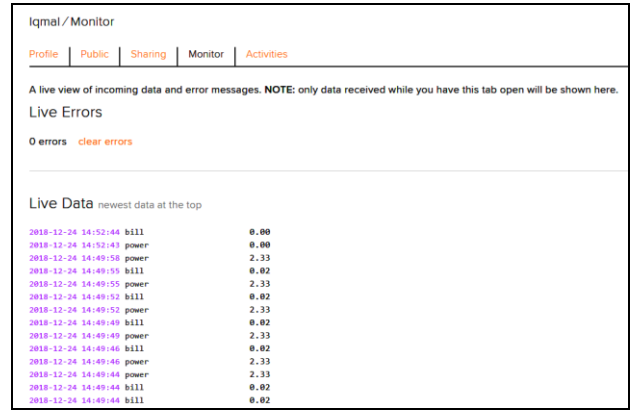 Iqmal/Monitor
Profile Public Sharing Monitor Activities
A live view of incoming data and error messages. NOTE: only data received while you have this tab open will be shown here.
Live Errors
0 errors clear errors
Live Data newest data at the top
2018-12-24 14:52:44 bill 0.00
2018-12-24 14:52:43 power 0.00
2018-12-24 14:49:58 power 2.33
2018-12-24 14:49:55 bill 0.02
2018-12-24 14:49:55 power 2.33
2018-12-24 14:49:52 bill 0.02
2018-12-24 14:49:52 power 2.33
2018-12-24 14:49:49 bill 0.02
2018-12-24 14:49:49 power 2.33
2018-12-24 14:49:46 bill 0.02
2018-12-24 14:49:46 power 2.33
2018-12-24 14:49:44 power 2.33
2018-12-24 14:49:44 bill 0.02
2018-12-24 14:49:44 bill 0.02